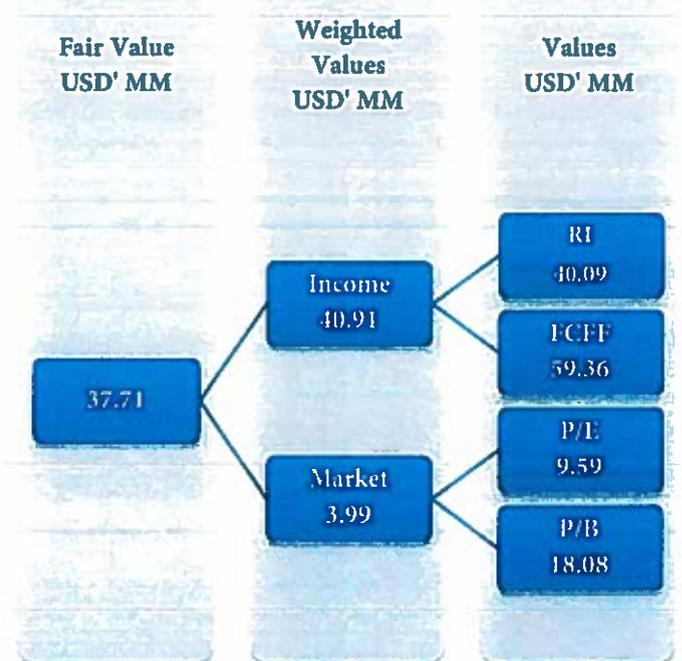 Fair Value
USD' MM
Weighted
Values
USD' MM
Values
USD' MM
37.71
Income
40.91
Market
3.99
RI
40.09
FCFF
59.36
P/E
9.59
P/B
18.08